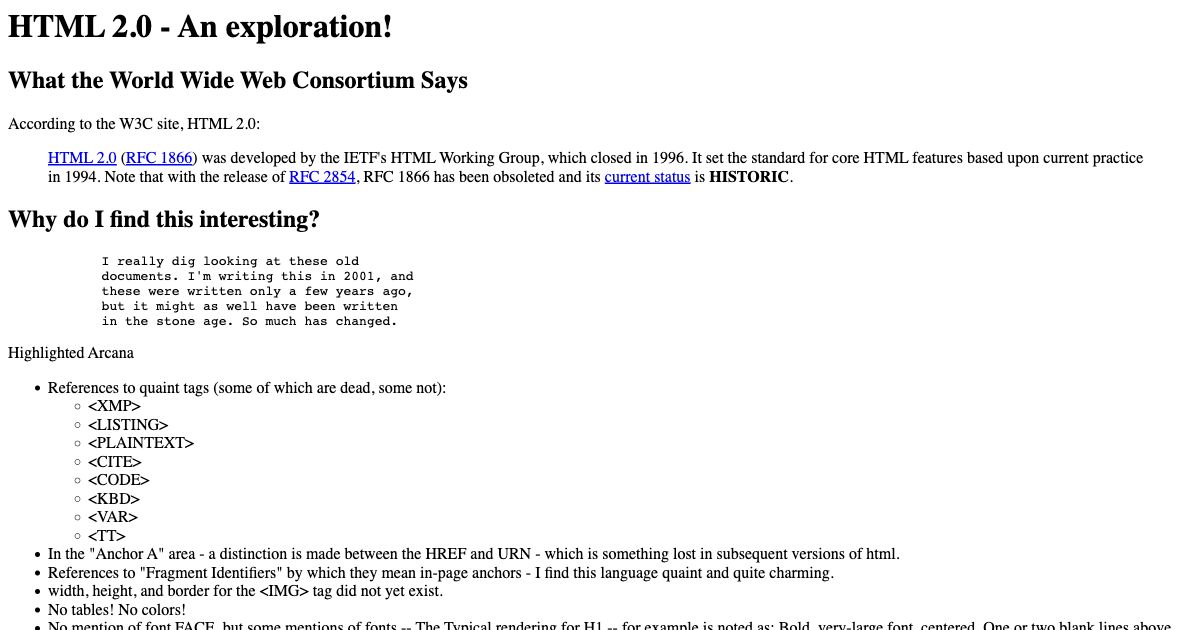 HTML 2.0 - An exploration!
What the World Wide Web Consortium Says
According to the W3C site, HTML 2.0:
HTML 2.0 (RFC 1866) was developed by the IETF's HTML Working Group, which closed in 1996. It set the standard for core HTML features based upon current practice
in 1994. Note that with the release of RFC 2854, RFC 1866 has been obsoleted and its current status is HISTORIC.
Why do I find this interesting?
I really dig looking at these old
documents. I'm writing this in 2001, and
these were written only a few years ago,
but it might as well have been written
in the stone age. So much has changed.
Highlighted Arcana
• References to quaint tags (some of which are dead, some not):
◦ <XMP>
◦ <LISTING>
◦ <PLAINTEXT>
◦ <CITE>
◦ <CODE>
◦ <KBD>
◦ <VAR>
◦ <TT>
• In the "Anchor A" area - a distinction is made between the HREF and URN - which is something lost in subsequent versions of html.
• References to "Fragment Identifiers" by which they mean in-page anchors - I find this language quaint and quite charming.
• width, height, and border for the <IMG> tag did not yet exist.
• No tables! No colors!
• No mention of font FACE, but some mentions of fonts -- The Typical rendering for H1 -- for example is noted as: Bold, very-large font, centered. One or two blank lines above